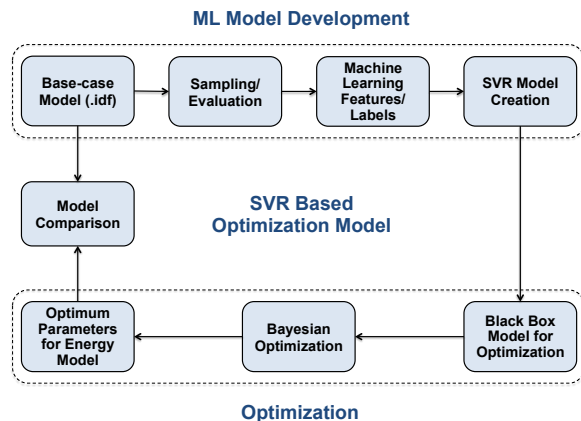 ML Model Development
Base-case
Model (.idf)
Sampling/
Evaluation
Machine
Learning
Features/
Labels
SVR Model
Creation
Model
Comparison
SVR Based
Optimization Model
Optimum
Parameters
for Energy
Model
Bayesian
Optimization
Black Box
Model for
Optimization
Optimization